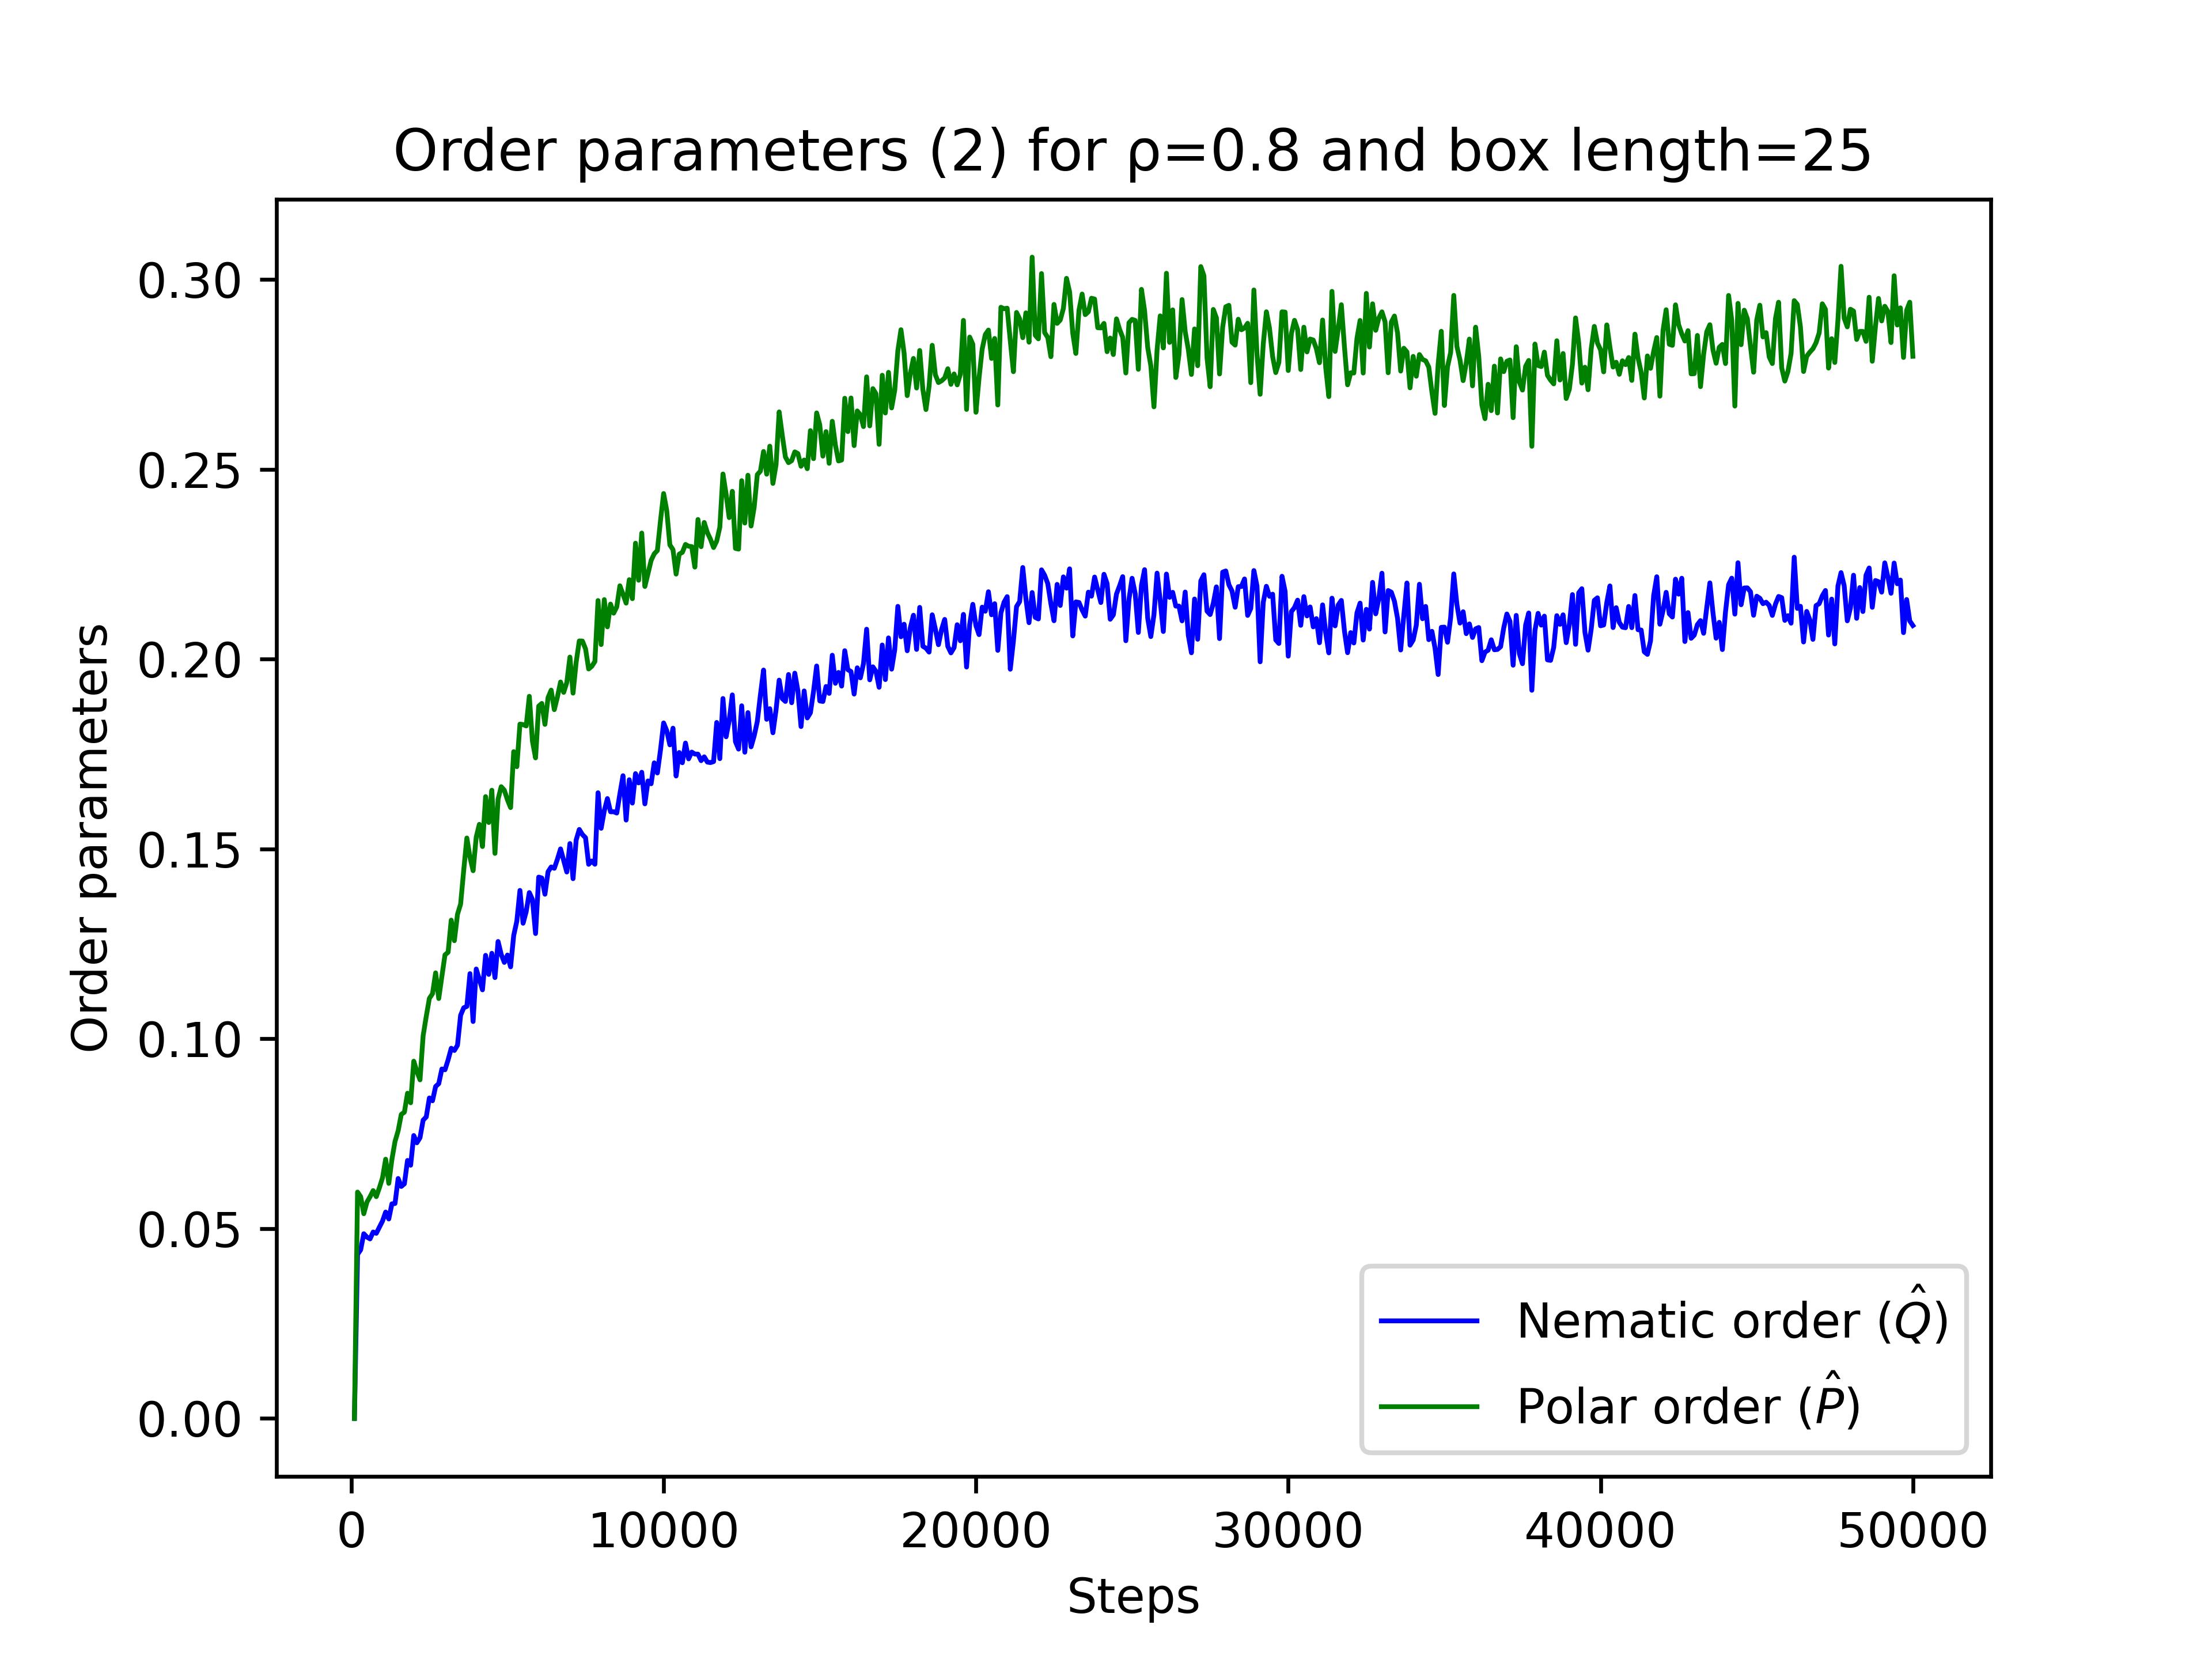 Order parameters (2) for ρ=0.8 and box length=25
Order parameters
0.30
0.25
0.20
0.15
0.10
0.05
0.00
Nematic order (Q̂)
Polar order (P̂)
0 10000 20000 30000 40000 50000
Steps